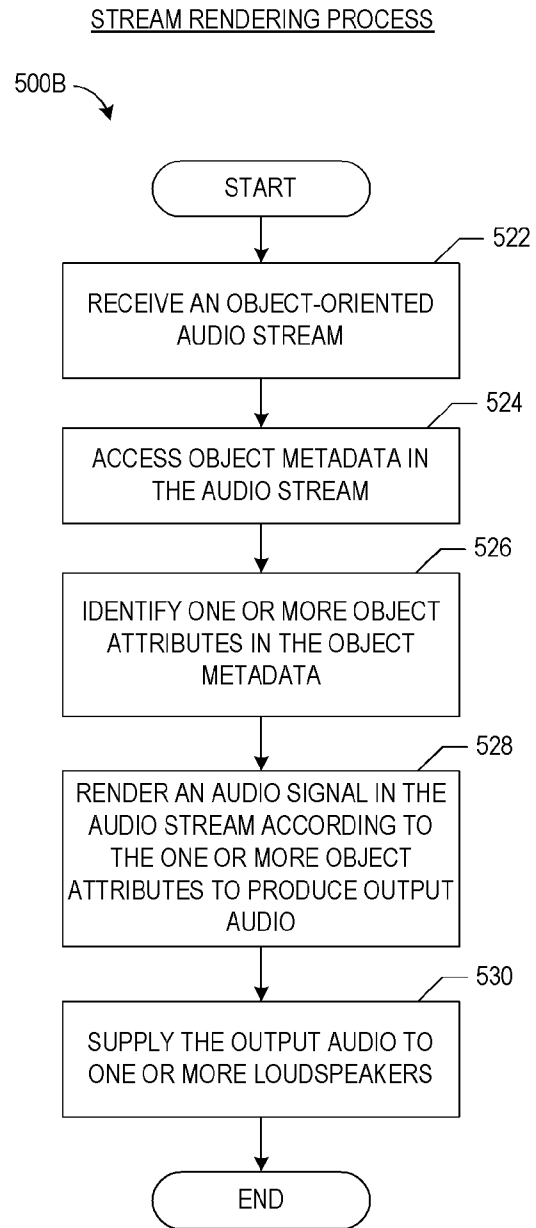 STREAM RENDERING PROCESS
500B
START
522
RECEIVE AN OBJECT-ORIENTED
AUDIO STREAM
524
ACCESS OBJECT METADATA IN
THE AUDIO STREAM
526
IDENTIFY ONE OR MORE OBJECT
ATTRIBUTES IN THE OBJECT
METADATA
528
RENDER AN AUDIO SIGNAL IN THE
AUDIO STREAM ACCORDING TO
THE ONE OR MORE OBJECT
ATTRIBUTES TO PRODUCE OUTPUT
AUDIO
530
SUPPLY THE OUTPUT AUDIO TO
ONE OR MORE LOUDSPEAKERS
END